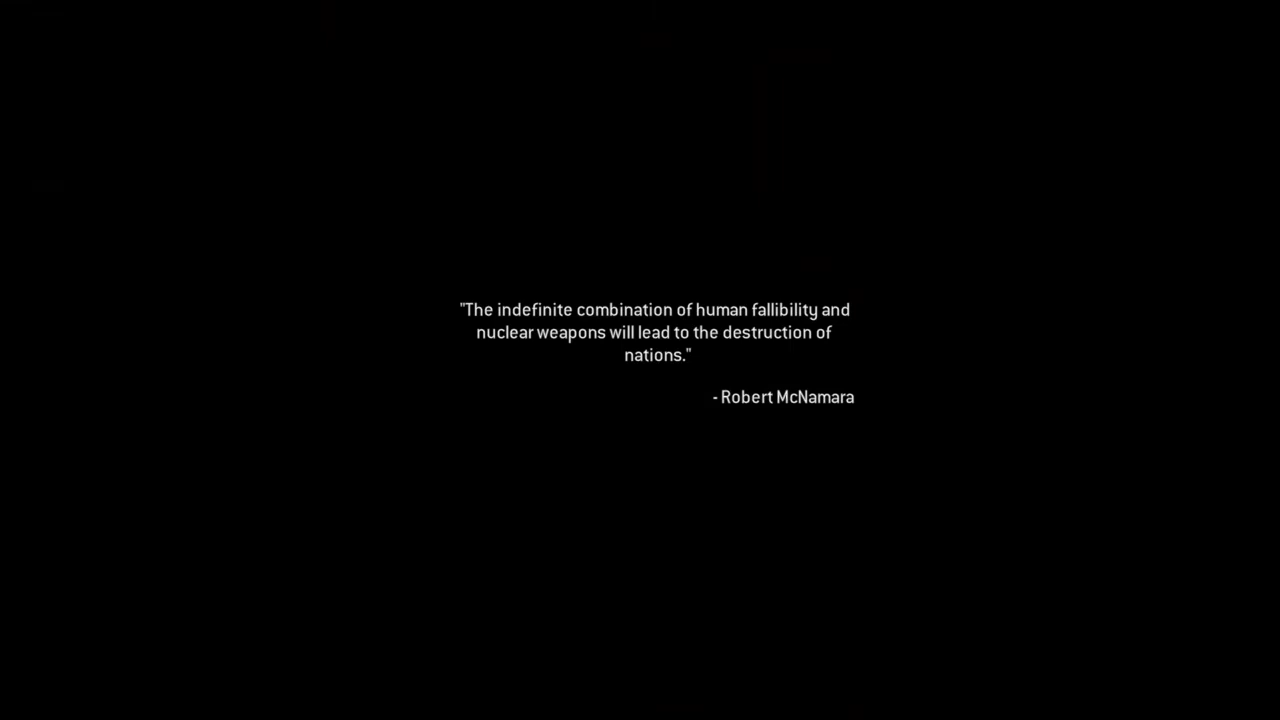 "The indefinite combination of human fallibility and
nuclear weapons will lead to the destruction of
nations."
- Robert McNamara